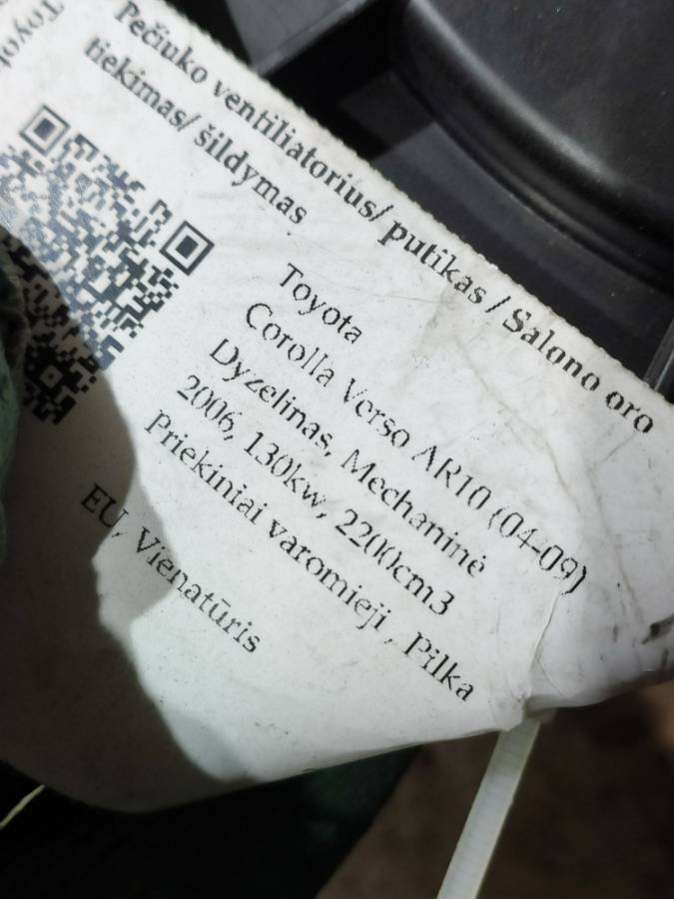 Pečiuko ventiliatorius/ putikas / Salono oro
tiekimas/ šildymas
Toyota
Corolla Verso AR10 (04-09)
Dyzelinas, Mechaninė
2006, 130kw, 2200cm3
Priekiniai varomieji , Pilka
EU, Vienatūris